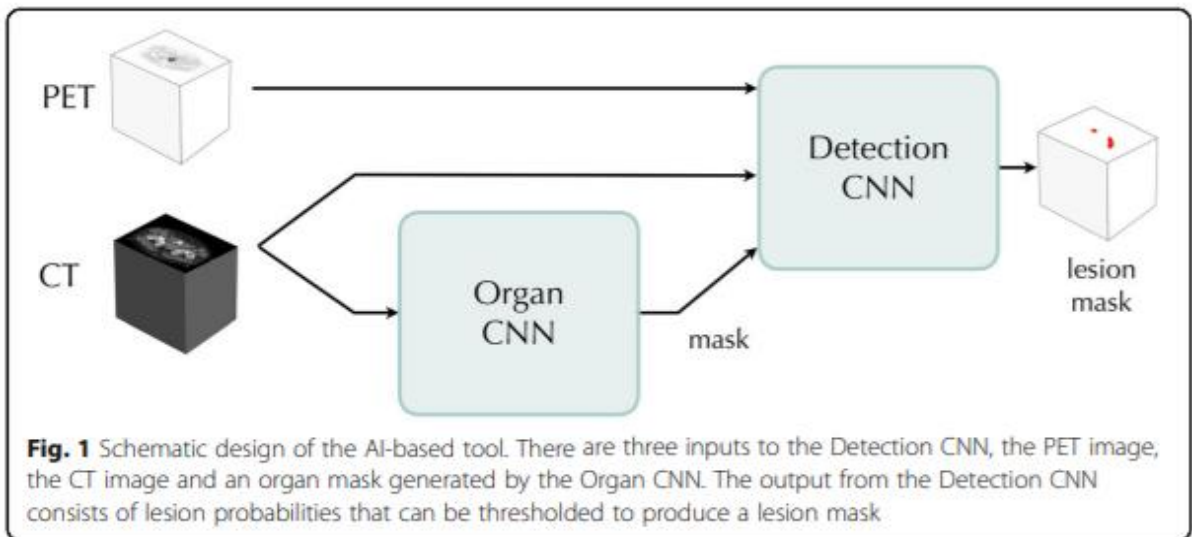 PET
Detection
CNN
CT
Organ
CNN
mask
lesion
mask
Fig. 1 Schematic design of the AI-based tool. There are three inputs to the Detection CNN, the PET image,
the CT image and an organ mask generated by the Organ CNN. The output from the Detection CNN
consists of lesion probabilities that can be thresholded to produce a lesion mask